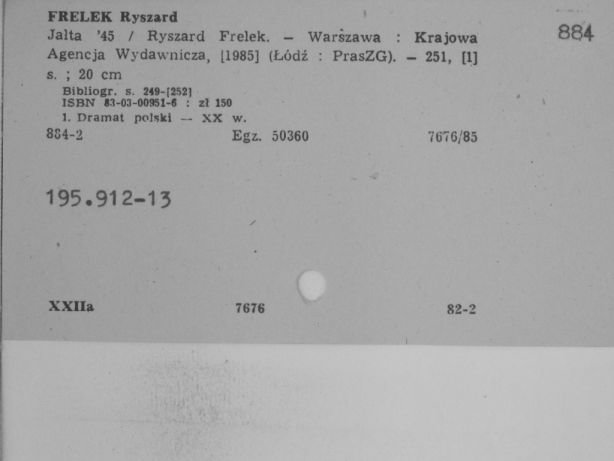 FRELEK Ryszard
Jałta '45 / Ryszard Frelek. — Warszawa : Krajowa
Agencja Wydawnicza, [1985] (Łódź : PrasZG). — 251, [1]
s. ; 20 cm
Bibliogr. s. 249-[252]
ISBN 83-03-00951-6 : zł 150
1. Dramat polski — XX w.
884-2 Egz. 50360 7676/85
884
195.912-13
XXIIa 7676 82-2